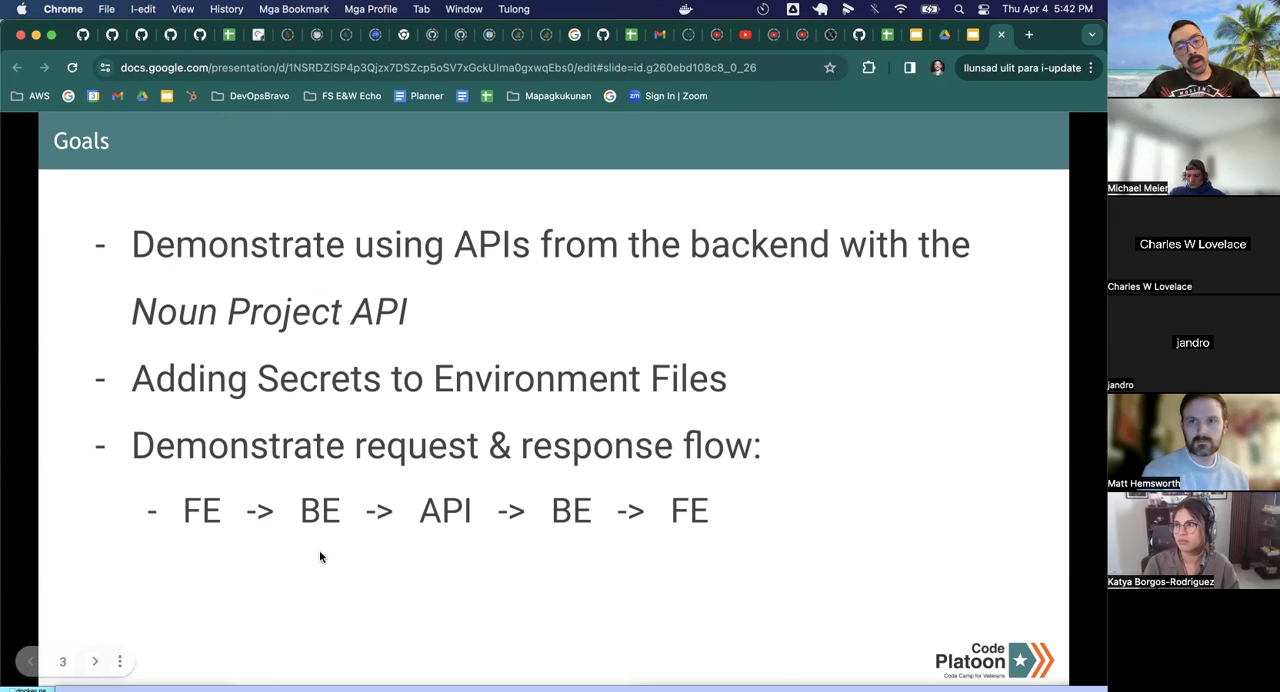 Chrome File I-edit View History Mga Bookmark Mga Profile Tab Window Tulong Thu Apr 4 5:42 PM
docs.google.com/presentation/d/1NSRDZiSP4p3Qjzx7DSZcp5oSV7xGckUIma0gxwqEbs0/edit#slide=id.g260ebd108c8_0_26
Ilunsad ulit para i-update
AWS DevOpsBravo FS E&W Echo Planner Mapagkukunan Sign In | Zoom
Goals
- Demonstrate using APIs from the backend with the
Noun Project API
- Adding Secrets to Environment Files
- Demonstrate request & response flow:
- FE -> BE -> API -> BE -> FE
3
Code
Platoon
Code Camp for Veterans
docker ps
Michael Meier
Charles W Lovelace
Charles W Lovelace
jandro
jandro
Matt Hemsworth
Katya Borgos-Rodriguez